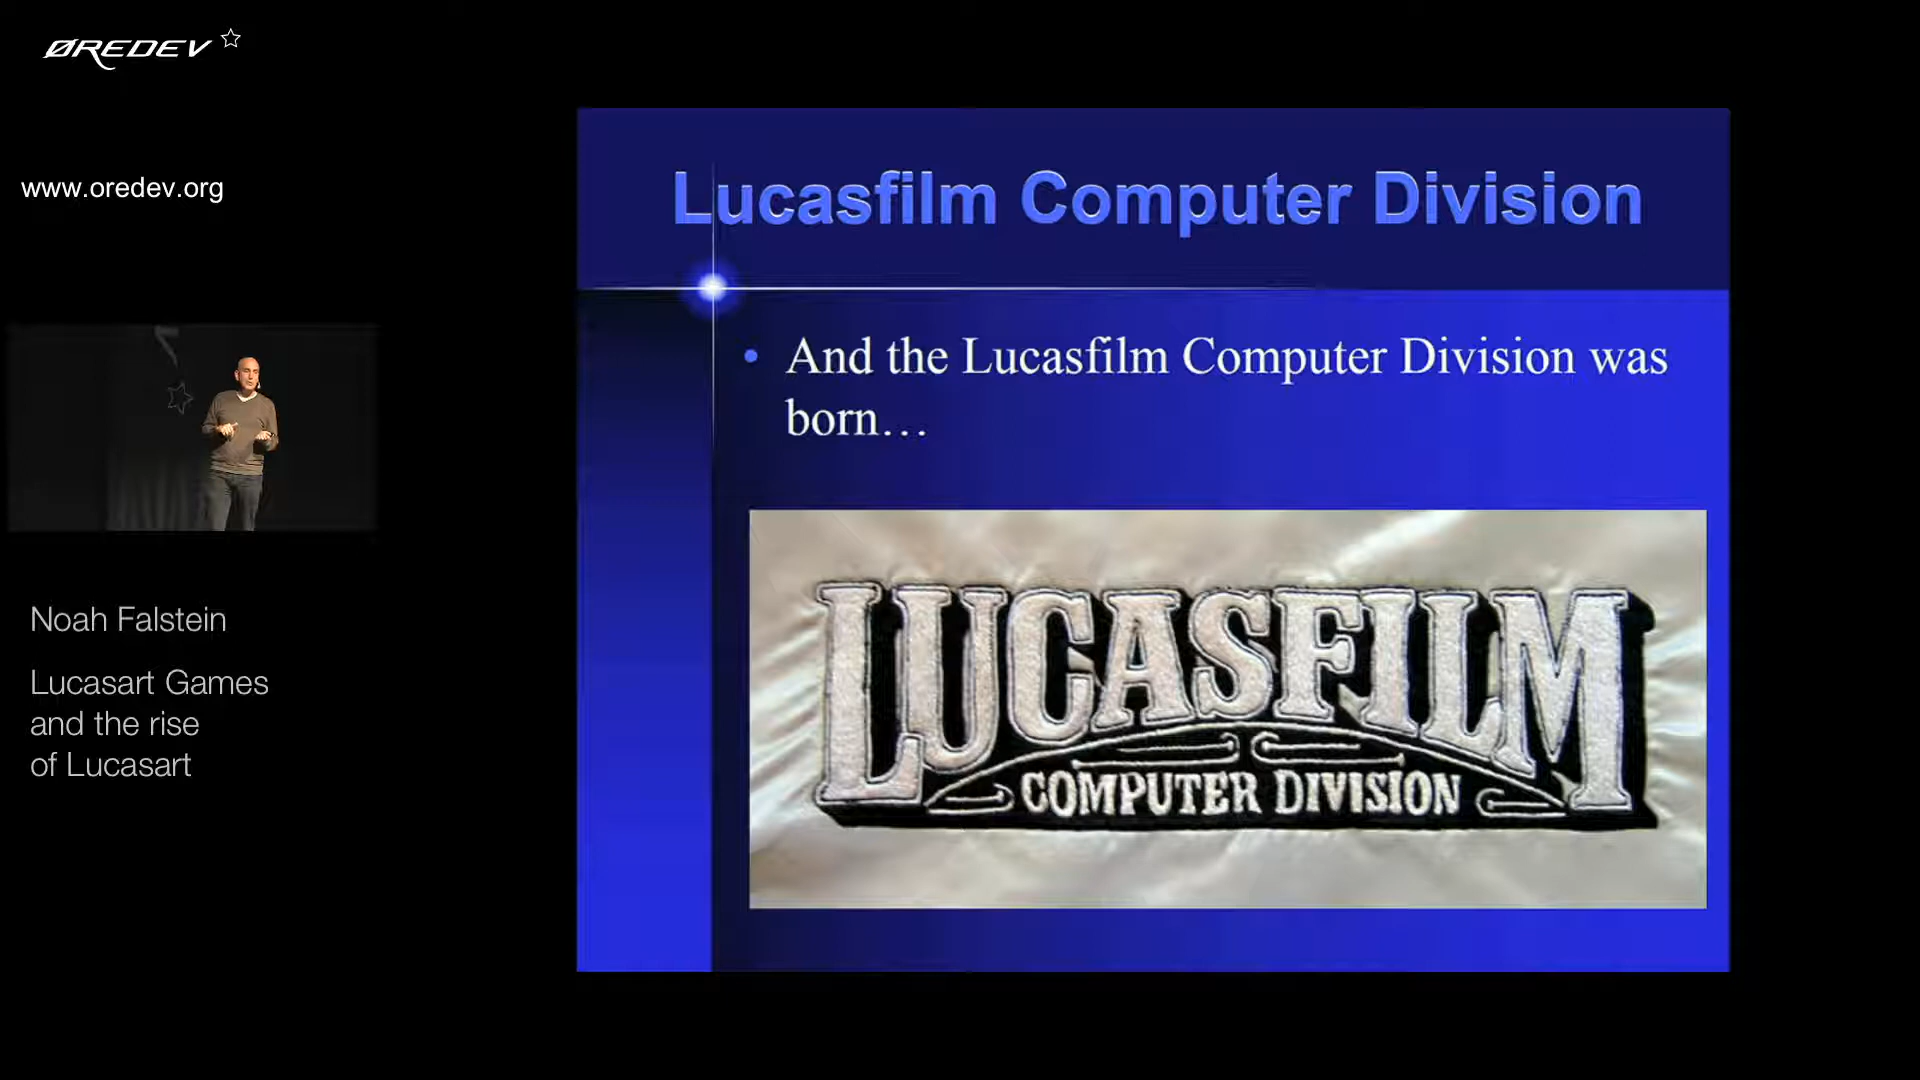 ØREDEV
www.oredev.org
Lucasfilm Computer Division
• And the Lucasfilm Computer Division was
born…
LUCASFILM
COMPUTER DIVISION
Noah Falstein
Lucasart Games
and the rise
of Lucasart